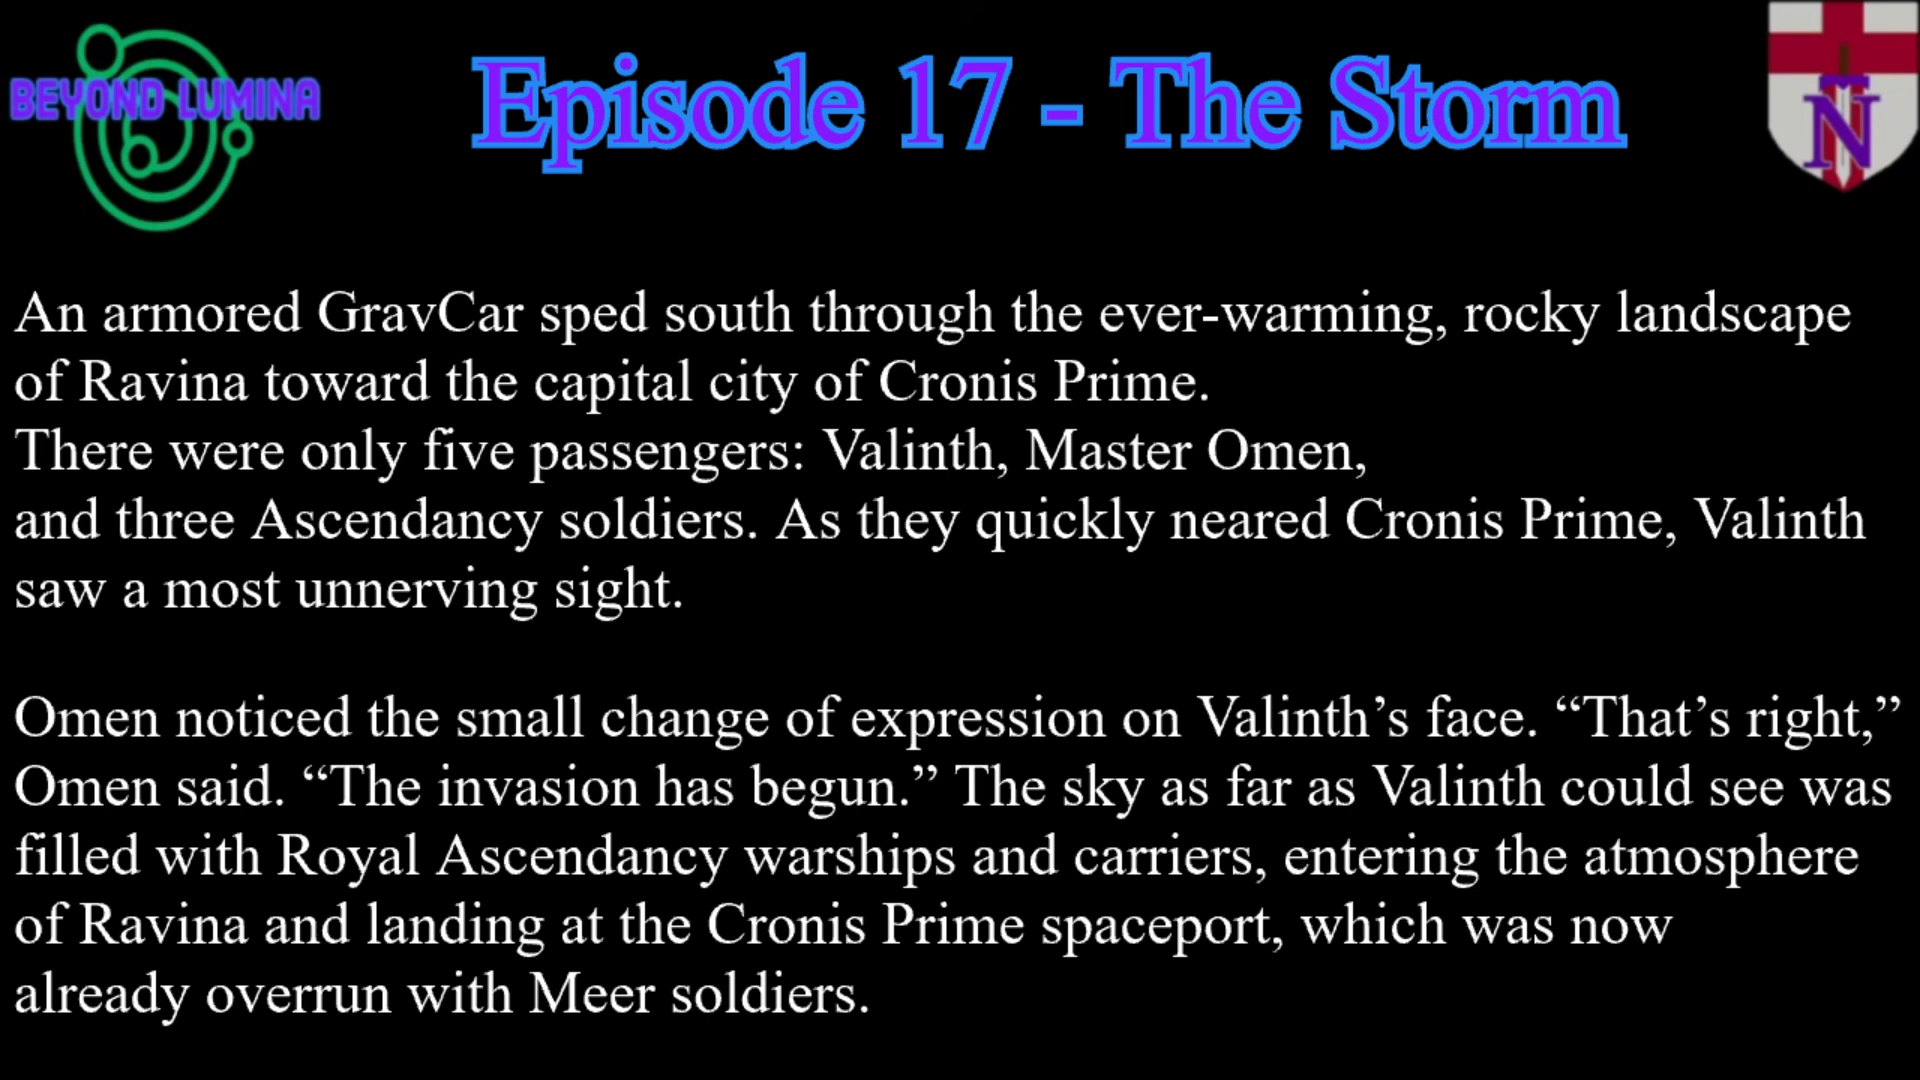 BEYOND LUMINA
Episode 17 - The Storm
Ñ
An armored GravCar sped south through the ever-warming, rocky landscape
of Ravina toward the capital city of Cronis Prime.
There were only five passengers: Valinth, Master Omen,
and three Ascendancy soldiers. As they quickly neared Cronis Prime, Valinth
saw a most unnerving sight.
Omen noticed the small change of expression on Valinth’s face. “That’s right,”
Omen said. “The invasion has begun.” The sky as far as Valinth could see was
filled with Royal Ascendancy warships and carriers, entering the atmosphere
of Ravina and landing at the Cronis Prime spaceport, which was now
already overrun with Meer soldiers.